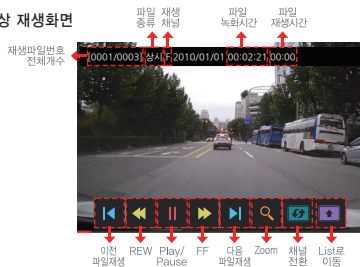 상 재생화면
파일 재생 파일 파일
종류 채널 녹화시간 재생시간
재생파일번호
전체개수
[0001/0003] 상시 F 2010/01/01 00:02:21 00:00
이전 REW Play/ FF 다음 Zoom 채널 List로
파일재생 Pause 파일재생 전환 이동